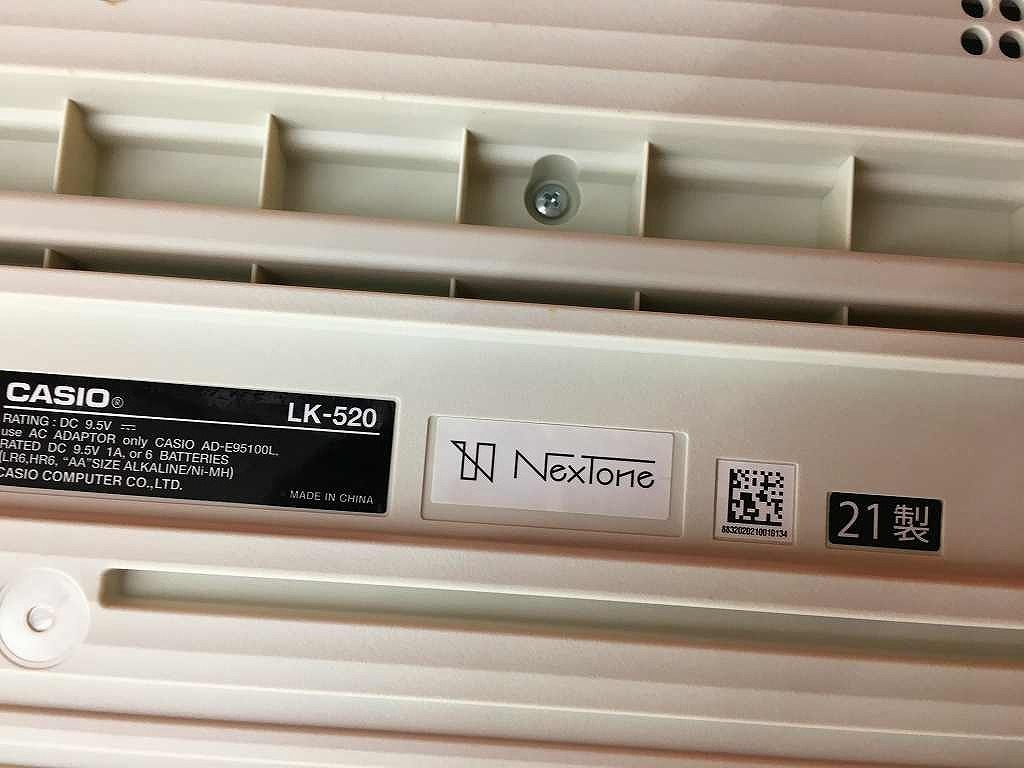 CASIO®
LK-520
RATING : DC 9.5V ⎓
use AC ADAPTOR only CASIO AD-E95100L,
RATED DC 9.5V 1A, or 6 BATTERIES
(LR6,HR6, “AA”SIZE ALKALINE/Ni-MH)
CASIO COMPUTER CO.,LTD.
MADE IN CHINA
NexTone
21製